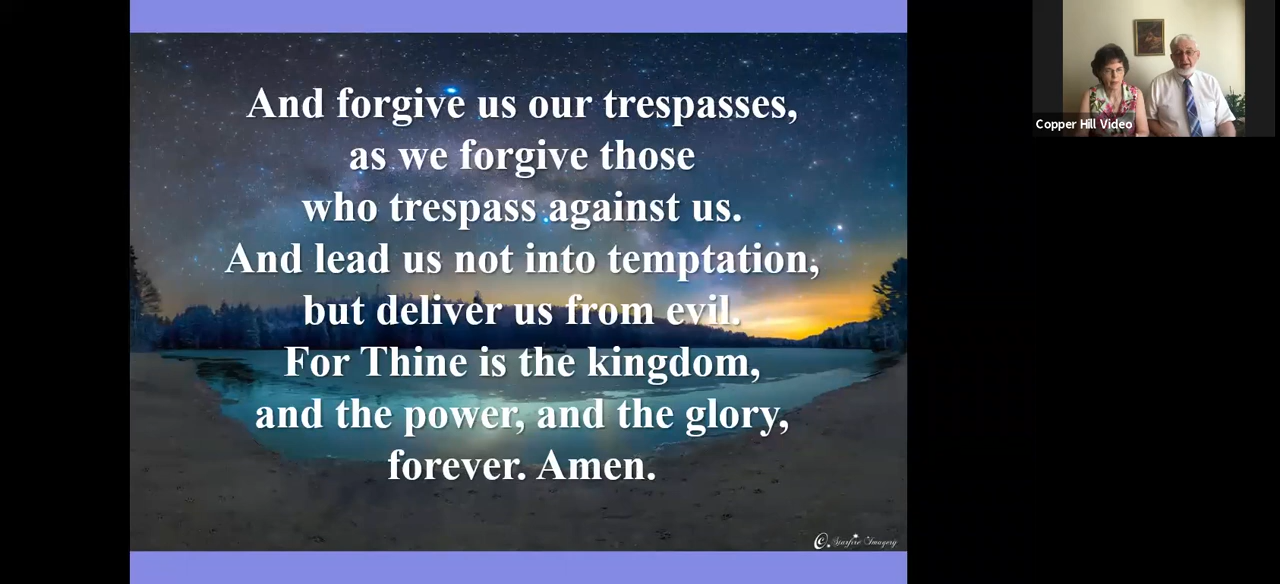 And forgive us our trespasses,
as we forgive those
who trespass against us.
And lead us not into temptation,
but deliver us from evil.
For Thine is the kingdom,
and the power, and the glory,
forever. Amen.
Copper Hill Video
Starfire Imagery